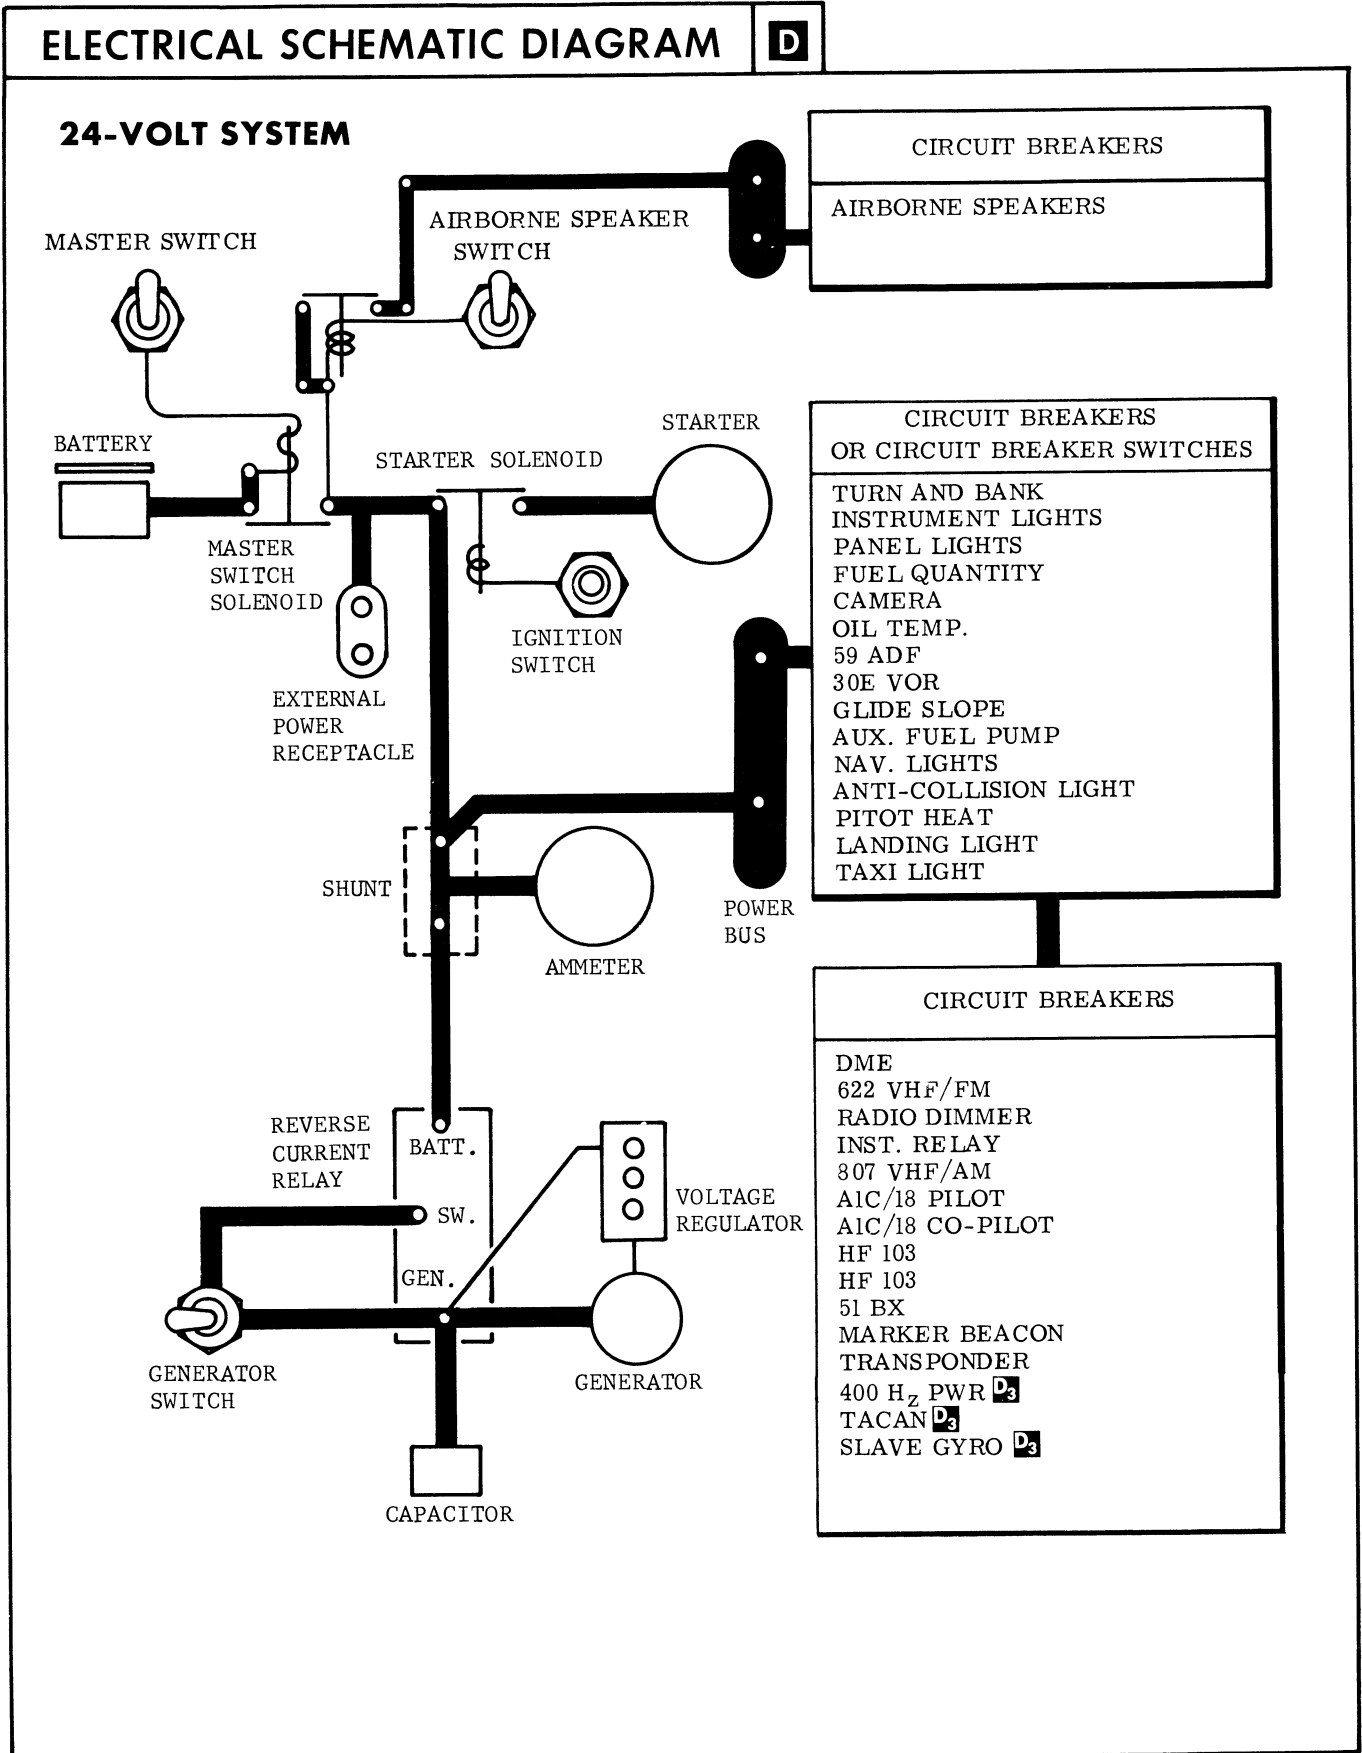 ELECTRICAL SCHEMATIC DIAGRAM D
24-VOLT SYSTEM
MASTER SWITCH
AIRBORNE SPEAKER
SWITCH
CIRCUIT BREAKERS
AIRBORNE SPEAKERS
BATTERY
MASTER
SWITCH
SOLENOID
STARTER SOLENOID
STARTER
IGNITION
SWITCH
EXTERNAL
POWER
RECEPTACLE
CIRCUIT BREAKERS
OR CIRCUIT BREAKER SWITCHES
TURN AND BANK
INSTRUMENT LIGHTS
PANEL LIGHTS
FUEL QUANTITY
CAMERA
OIL TEMP.
59 ADF
30E VOR
GLIDE SLOPE
AUX. FUEL PUMP
NAV. LIGHTS
ANTI-COLLISION LIGHT
PITOT HEAT
LANDING LIGHT
TAXI LIGHT
SHUNT
AMMETER
POWER
BUS
CIRCUIT BREAKERS
DME
622 VHF/FM
RADIO DIMMER
INST. RELAY
807 VHF/AM
A1C/18 PILOT
A1C/18 CO-PILOT
HF 103
HF 103
51 BX
MARKER BEACON
TRANSPONDER
400 Hz PWR D3
TACAN D3
SLAVE GYRO D3
REVERSE
CURRENT
RELAY
BATT.
SW.
GEN.
VOLTAGE
REGULATOR
GENERATOR
SWITCH
GENERATOR
CAPACITOR